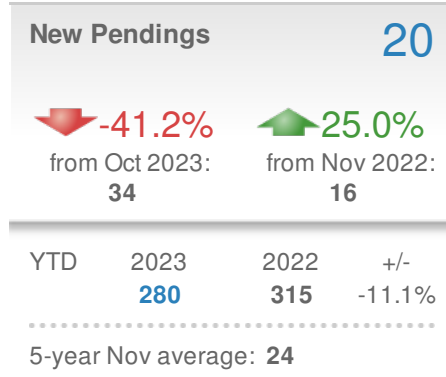 New Pendings 20
-41.2% 25.0%
from Oct 2023: from Nov 2022:
34 16
YTD 2023 2022 +/-
280 315 -11.1%
5-year Nov average: 24